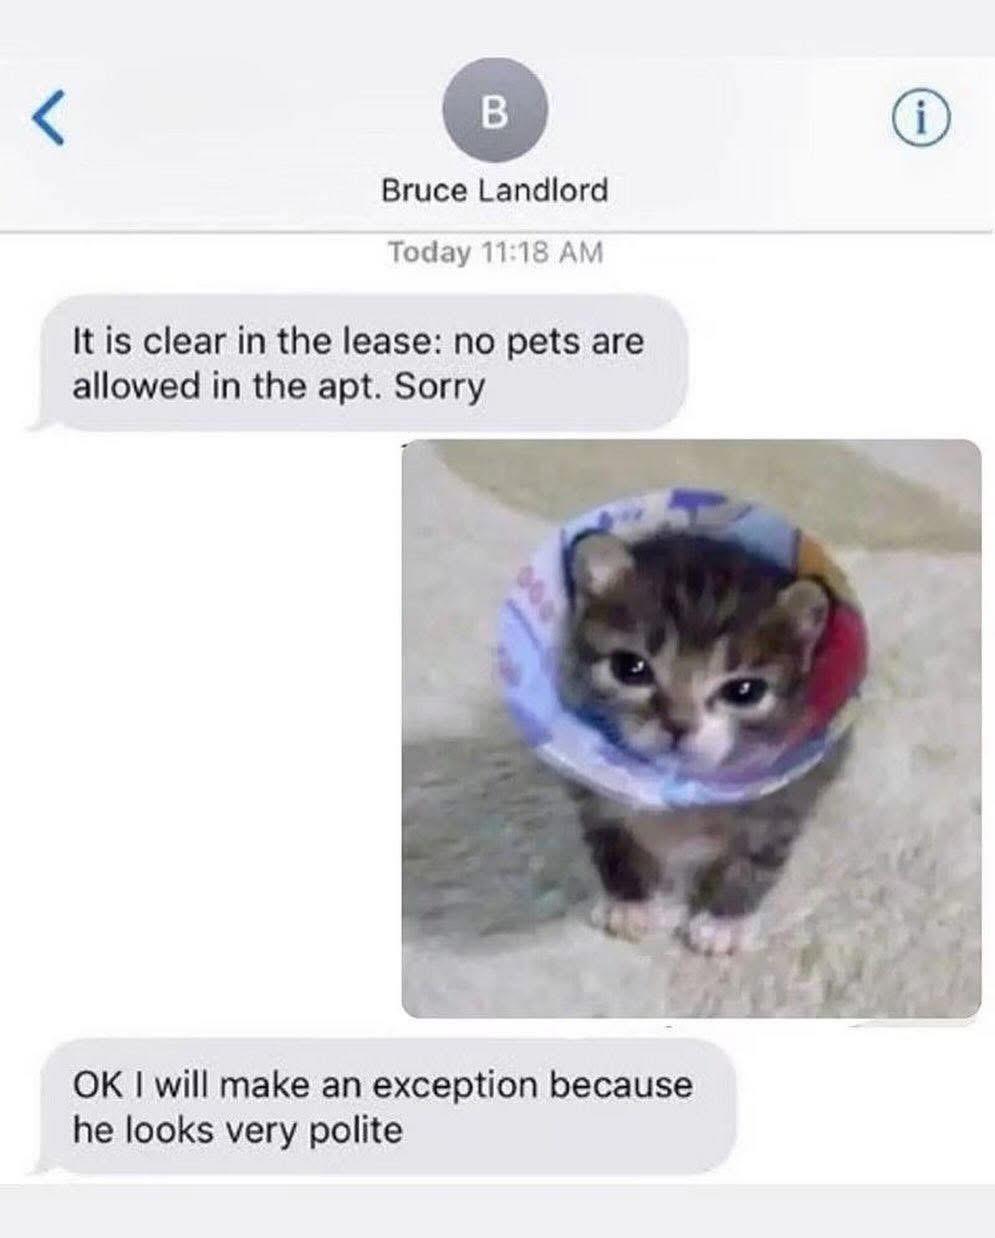 B
Bruce Landlord
Today 11:18 AM
It is clear in the lease: no pets are
allowed in the apt. Sorry
OK I will make an exception because
he looks very polite